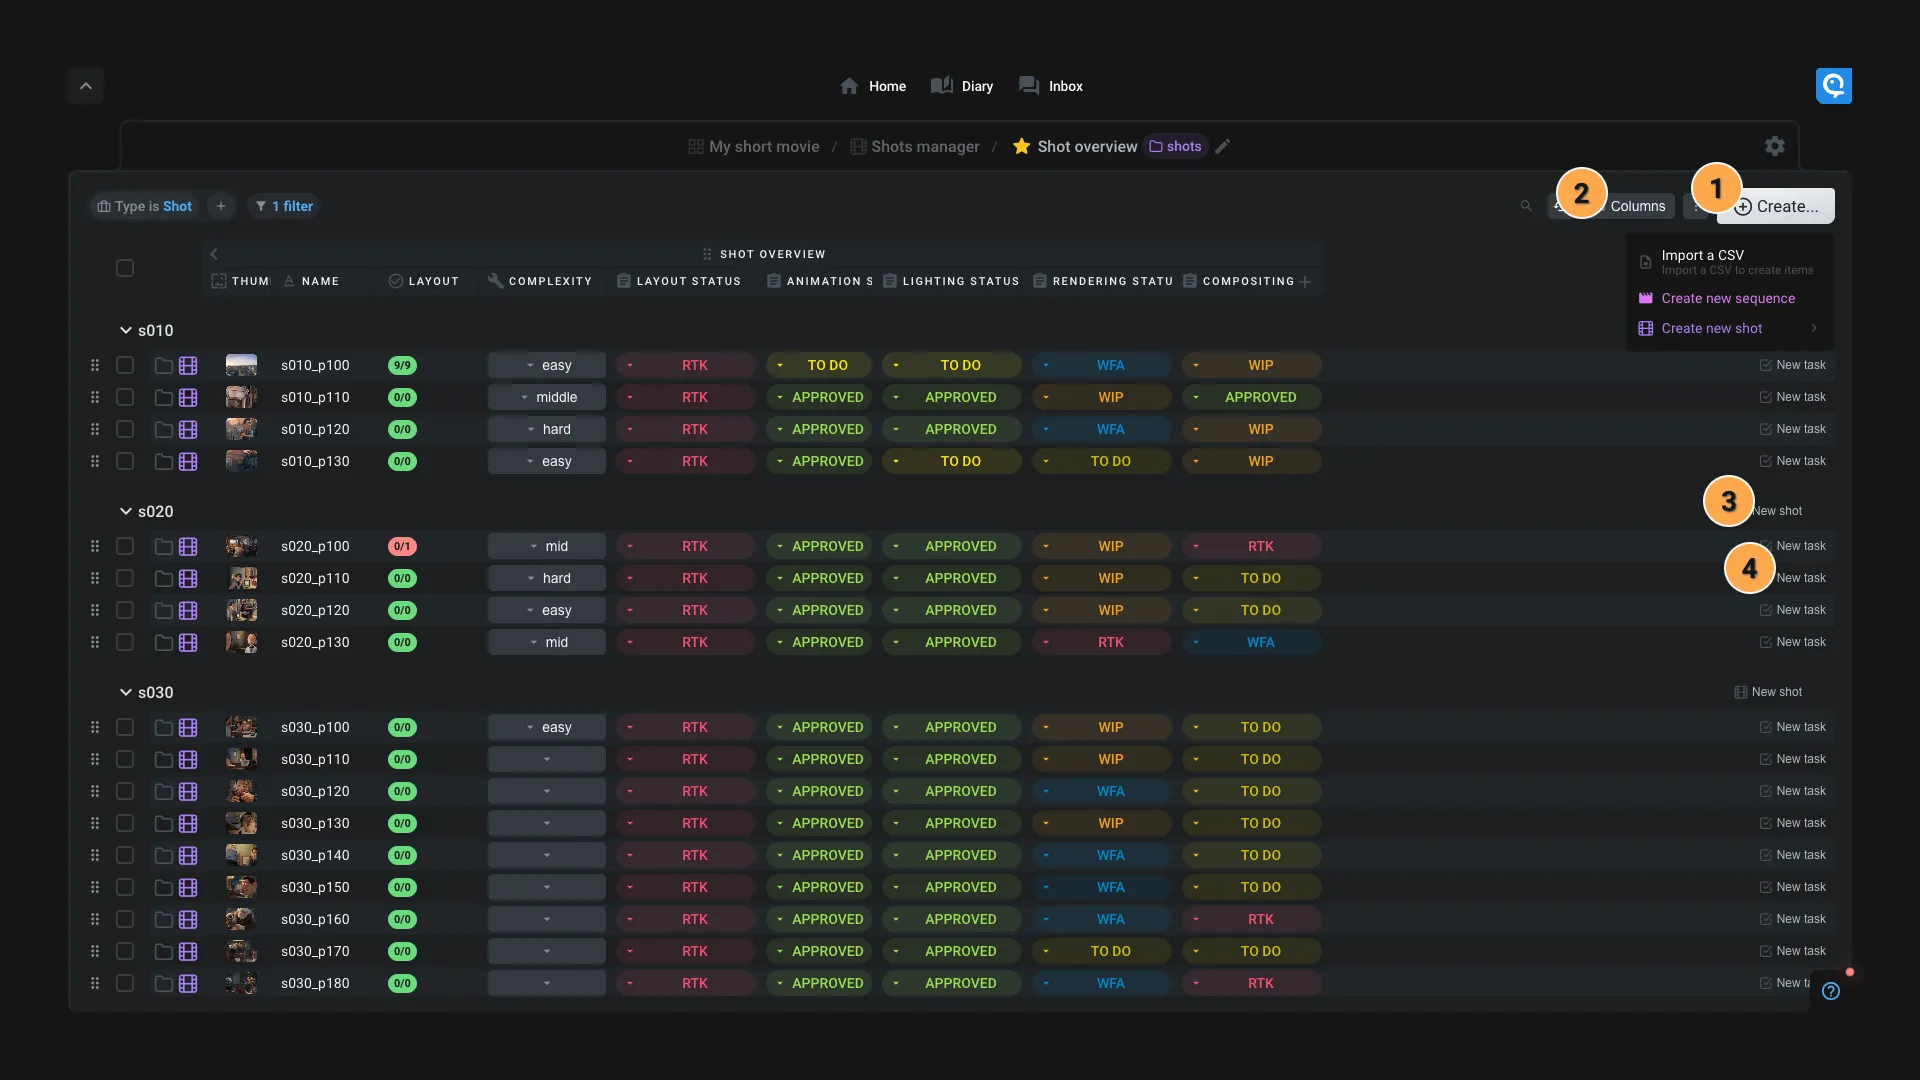 Home Diary Inbox
My short movie / Shots manager / Shot overview shots
Type is Shot + 1 filter 2 Columns 1 Create...
SHOT OVERVIEW
THUM NAME LAYOUT COMPLEXITY LAYOUT STATUS ANIMATION S LIGHTING STATUS RENDERING STATU COMPOSITING +
Import a CSV
Import a CSV to create items
Create new sequence
Create new shot
s010
s010_p100 9/9 easy RTK TO DO TO DO WFA WIP New task
s010_p110 0/0 middle RTK APPROVED APPROVED WIP APPROVED New task
s010_p120 0/0 hard RTK APPROVED APPROVED WFA WIP New task
s010_p130 0/0 easy RTK APPROVED TO DO TO DO WIP New task
s020 3 New shot
s020_p100 0/1 mid RTK APPROVED APPROVED WIP RTK New task
s020_p110 0/0 hard RTK APPROVED APPROVED WIP TO DO 4 New task
s020_p120 0/0 easy RTK APPROVED APPROVED WIP TO DO New task
s020_p130 0/0 mid RTK APPROVED APPROVED RTK WFA New task
s030 New shot
s030_p100 0/0 easy RTK APPROVED APPROVED WIP TO DO New task
s030_p110 0/0 RTK APPROVED APPROVED WIP TO DO New task
s030_p120 0/0 RTK APPROVED APPROVED WFA TO DO New task
s030_p130 0/0 RTK APPROVED APPROVED WIP TO DO New task
s030_p140 0/0 RTK APPROVED APPROVED WFA TO DO New task
s030_p150 0/0 RTK APPROVED APPROVED WFA TO DO New task
s030_p160 0/0 RTK APPROVED APPROVED WFA RTK New task
s030_p170 0/0 RTK APPROVED APPROVED TO DO TO DO New task
s030_p180 0/0 RTK APPROVED APPROVED WFA RTK New